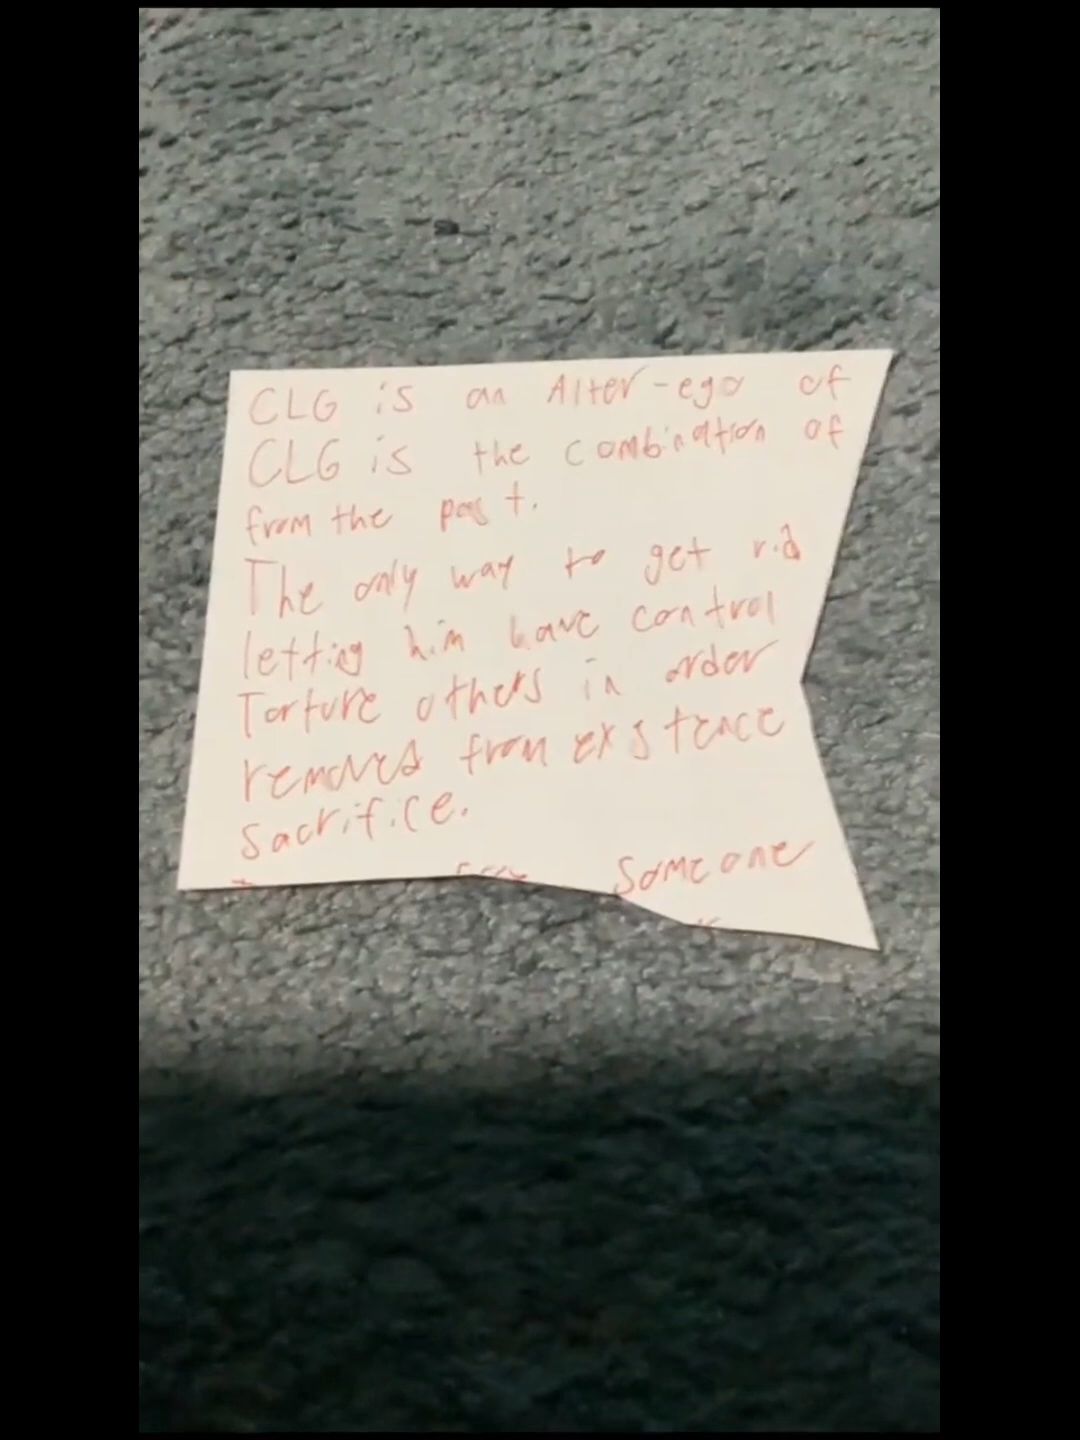 CLG is an Alter-ego of
CLG is the combination of
from the past.
The only way to get rid
letting him have control
Torture others in order
removed from existence
sacrifice.
Someone